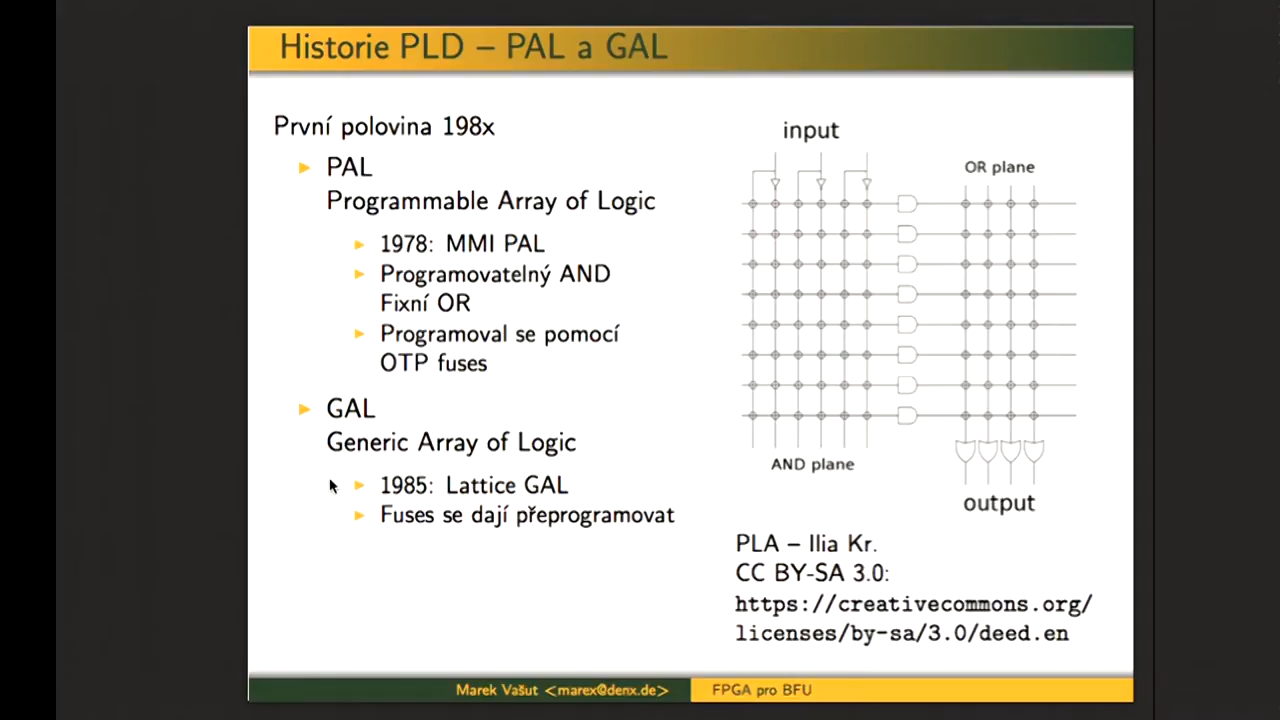 Historie PLD – PAL a GAL
První polovina 198x
PAL
Programmable Array of Logic
1978: MMI PAL
Programovatelný AND
Fixní OR
Programoval se pomocí
OTP fuses
GAL
Generic Array of Logic
1985: Lattice GAL
Fuses se dají přeprogramovat
input
OR plane
AND plane
output
PLA – Ilia Kr.
CC BY-SA 3.0:
https://creativecommons.org/
licenses/by-sa/3.0/deed.en
Marek Vašut <marex@denx.de>
FPGA pro BFU